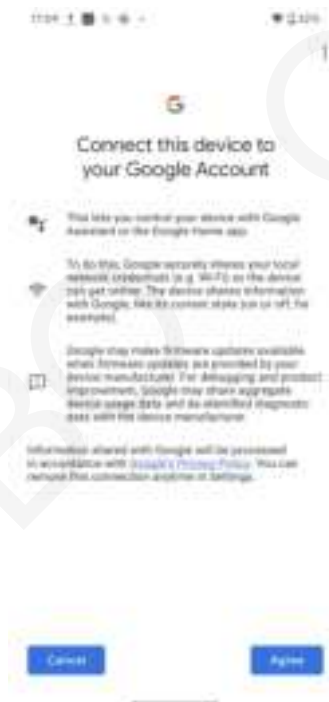 17:04
Connect this device to
your Google Account
This lets you control your device with Google
Assistant or the Google Home app.
To do this, Google securely shares your local
network credentials (e.g. Wi-Fi) so the device
can get online. The device shares information
with Google, like its current state (on or off, for
example).
Google may make firmware updates available
when firmware updates are provided by your
device manufacturer. For debugging and product
improvement, Google may share aggregate
device usage data and de-identified diagnostic
data with the device manufacturer.
Information shared with Google will be processed
in accordance with Google's Privacy Policy. You can
remove this connection anytime in Settings.
Cancel
Agree